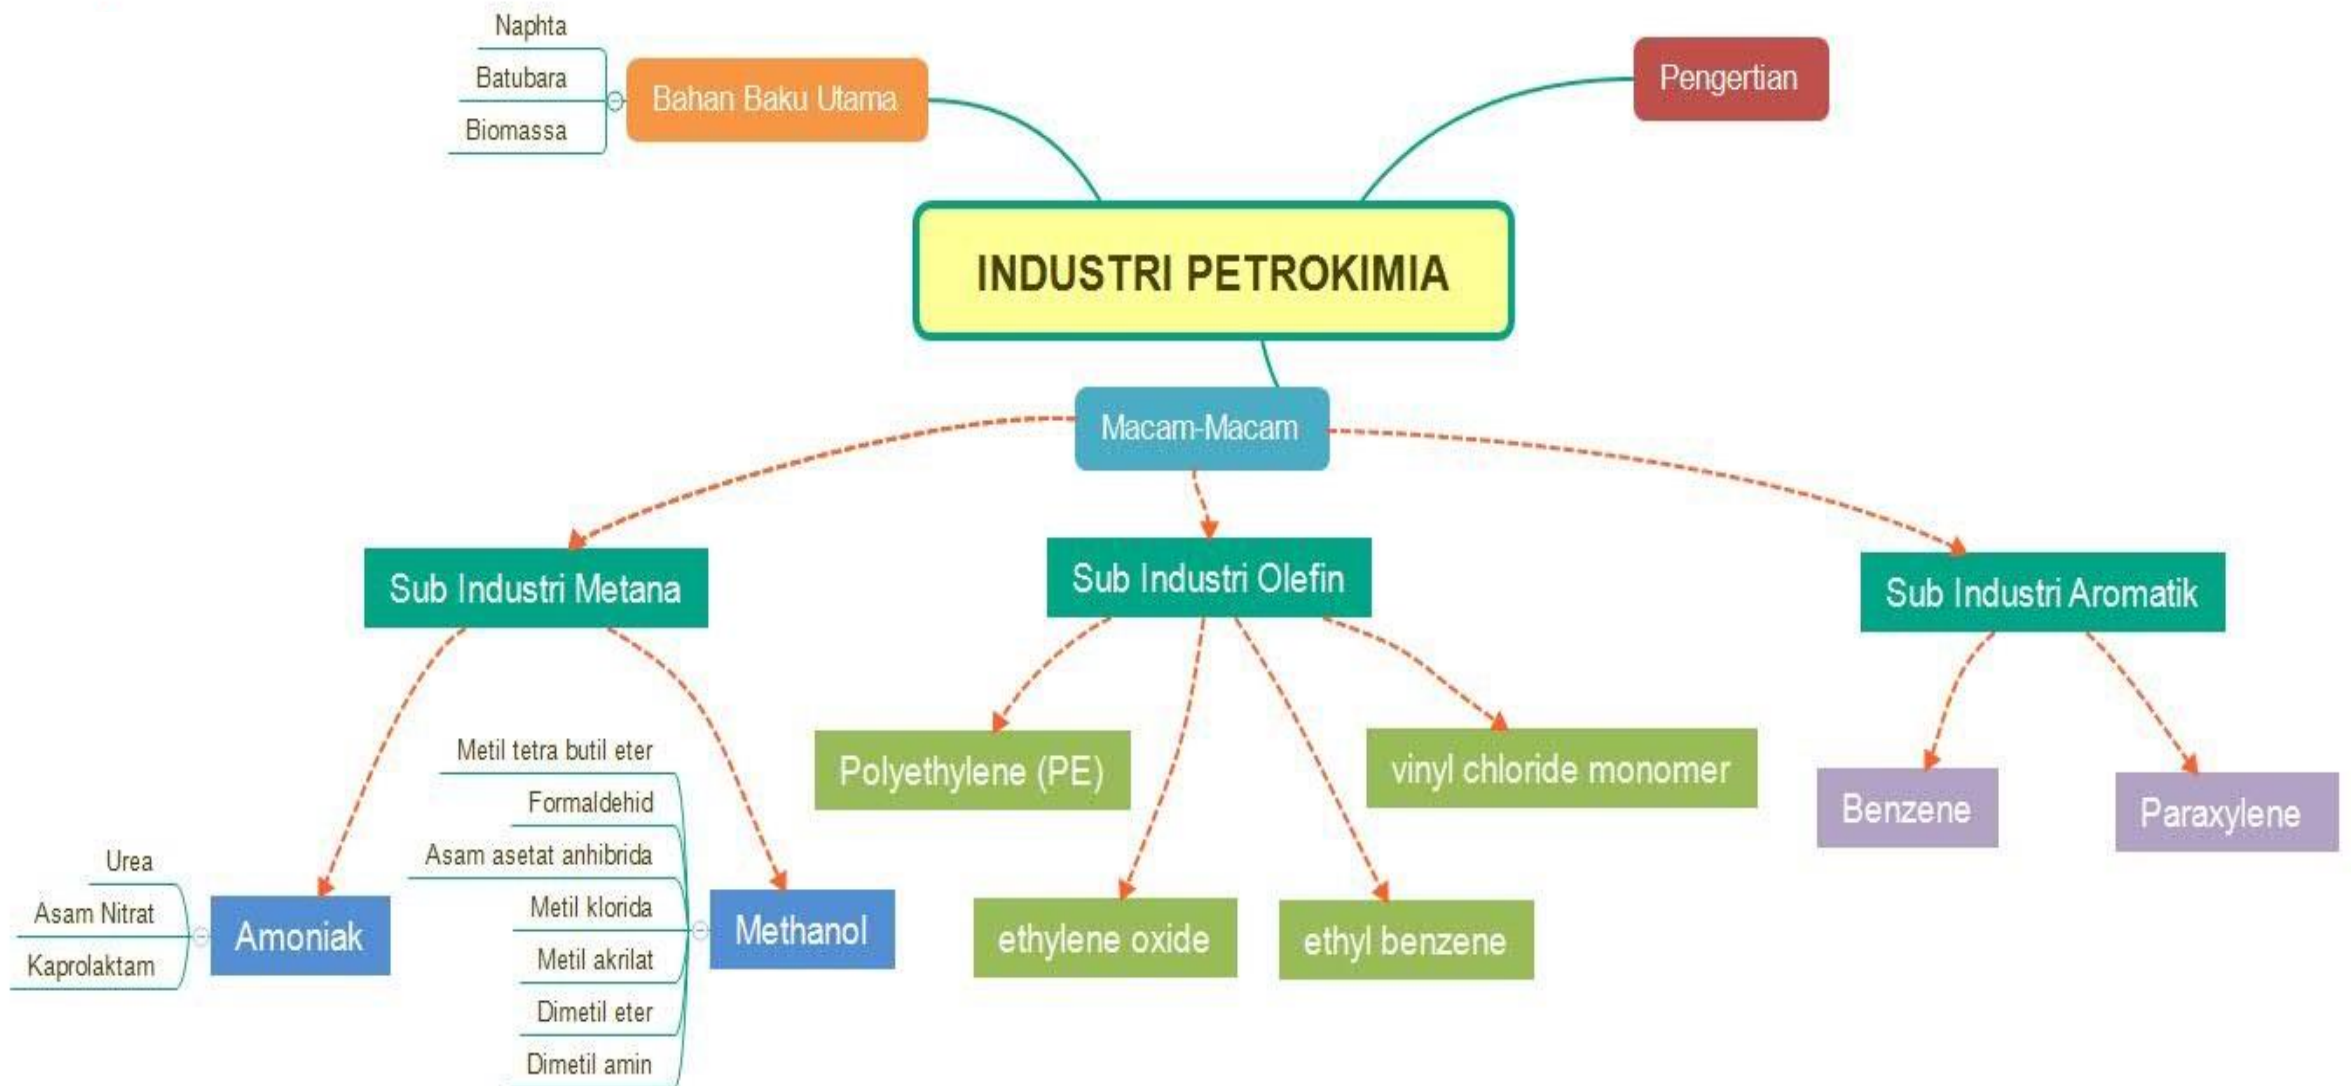 Naphta
Batubara
Biomassa
Bahan Baku Utama
Pengertian
INDUSTRI PETROKIMIA
Macam-Macam
Sub Industri Metana
Sub Industri Olefin
Sub Industri Aromatik
Urea
Asam Nitrat
Kaprolaktam
Amoniak
Metil tetra butil eter
Formaldehid
Asam asetat anhibrida
Metil klorida
Metil akrilat
Dimetil eter
Dimetil amin
Methanol
Polyethylene (PE)
ethylene oxide
ethyl benzene
vinyl chloride monomer
Benzene
Paraxylene